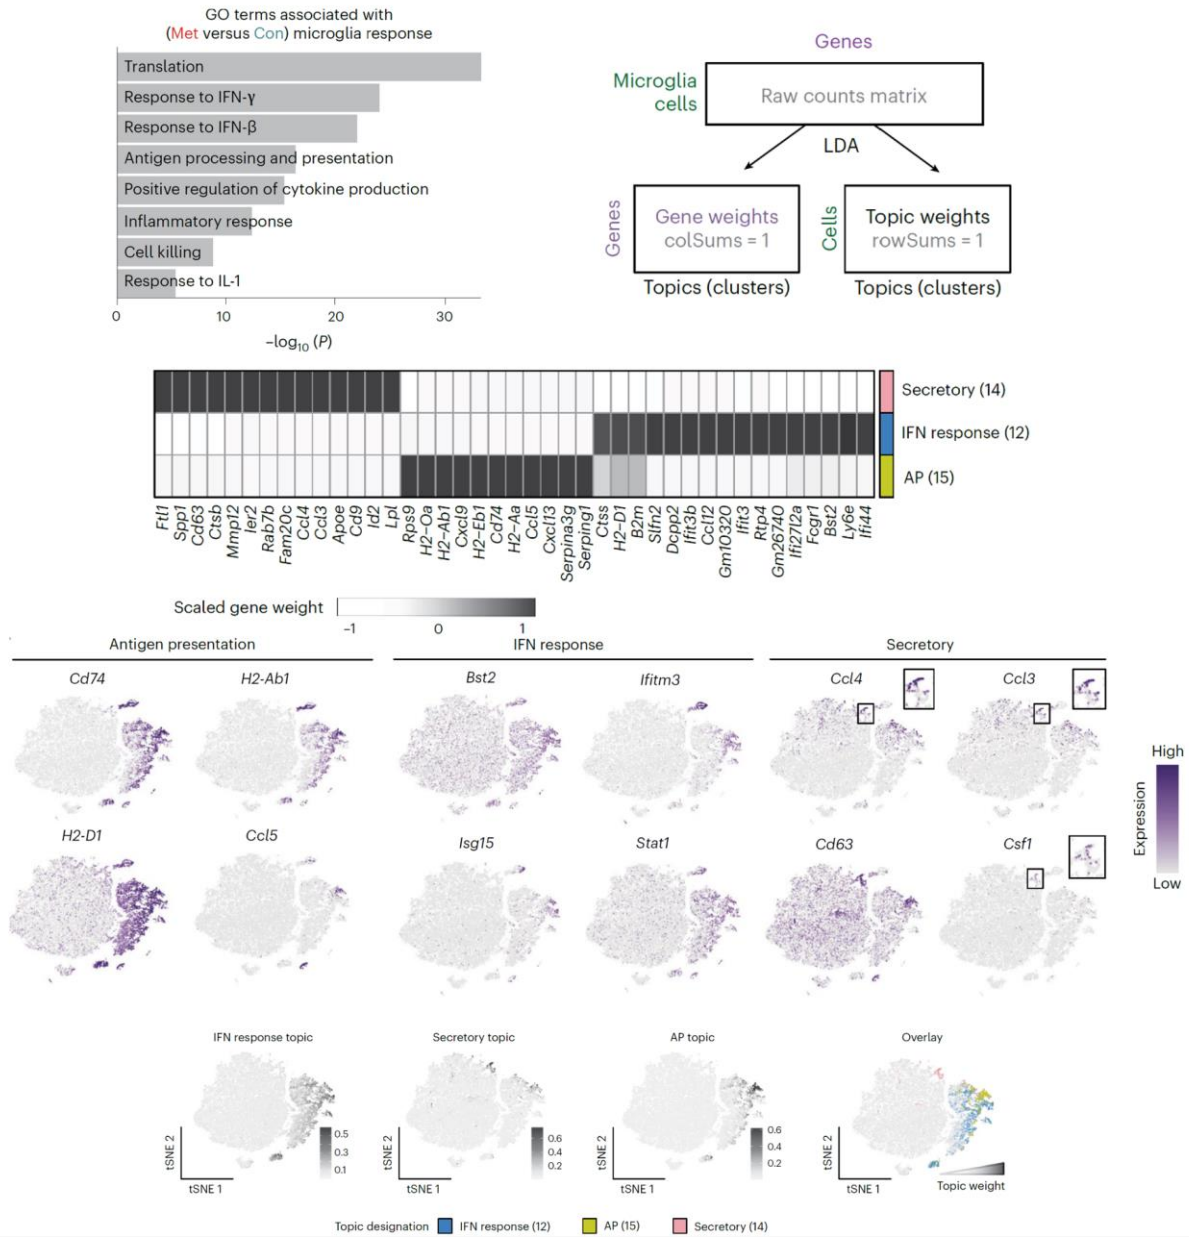 GO terms associated with
(Met versus Con) microglia response
Translation
Response to IFN-γ
Response to IFN-β
Antigen processing and presentation
Positive regulation of cytokine production
Inflammatory response
Cell killing
Response to IL-1
0 10 20 30
–log10 (P)
Genes
Microglia
cells
Raw counts matrix
LDA
Genes
Gene weights
colSums = 1
Topics (clusters)
Cells
Topic weights
rowSums = 1
Topics (clusters)
Secretory (14)
IFN response (12)
AP (15)
Ftl1
Spp1
Cd63
Ctsb
Mmp12
Ier2
Rab7b
Fam20c
Ccl4
Ccl3
Apoe
Cd9
Id2
Lpl
Rps9
H2-Oa
H2-Ab1
Cxcl9
H2-Eb1
Cd74
H2-Aa
Ccl5
Cxcl13
Serpina3g
Serping1
Ctss
H2-D1
B2m
Slfn2
Dcpp2
Ifit3b
Ccl12
Gm10320
Ifit3
Rtp4
Gm26740
Ifi27l2a
Fcgr1
Bst2
Ly6e
Ifi44
Scaled gene weight
–1 0 1
Antigen presentation
IFN response
Secretory
Cd74
H2-Ab1
Bst2
Ifitm3
Ccl4
Ccl3
H2-D1
Ccl5
Isg15
Stat1
Cd63
Csf1
High
Expression
Low
IFN response topic
tSNE 2
tSNE 1
0.5
0.3
0.1
Secretory topic
tSNE 2
tSNE 1
0.6
0.4
0.2
AP topic
tSNE 2
tSNE 1
0.6
0.4
0.2
Overlay
tSNE 2
tSNE 1
Topic weight
Topic designation IFN response (12) AP (15) Secretory (14)